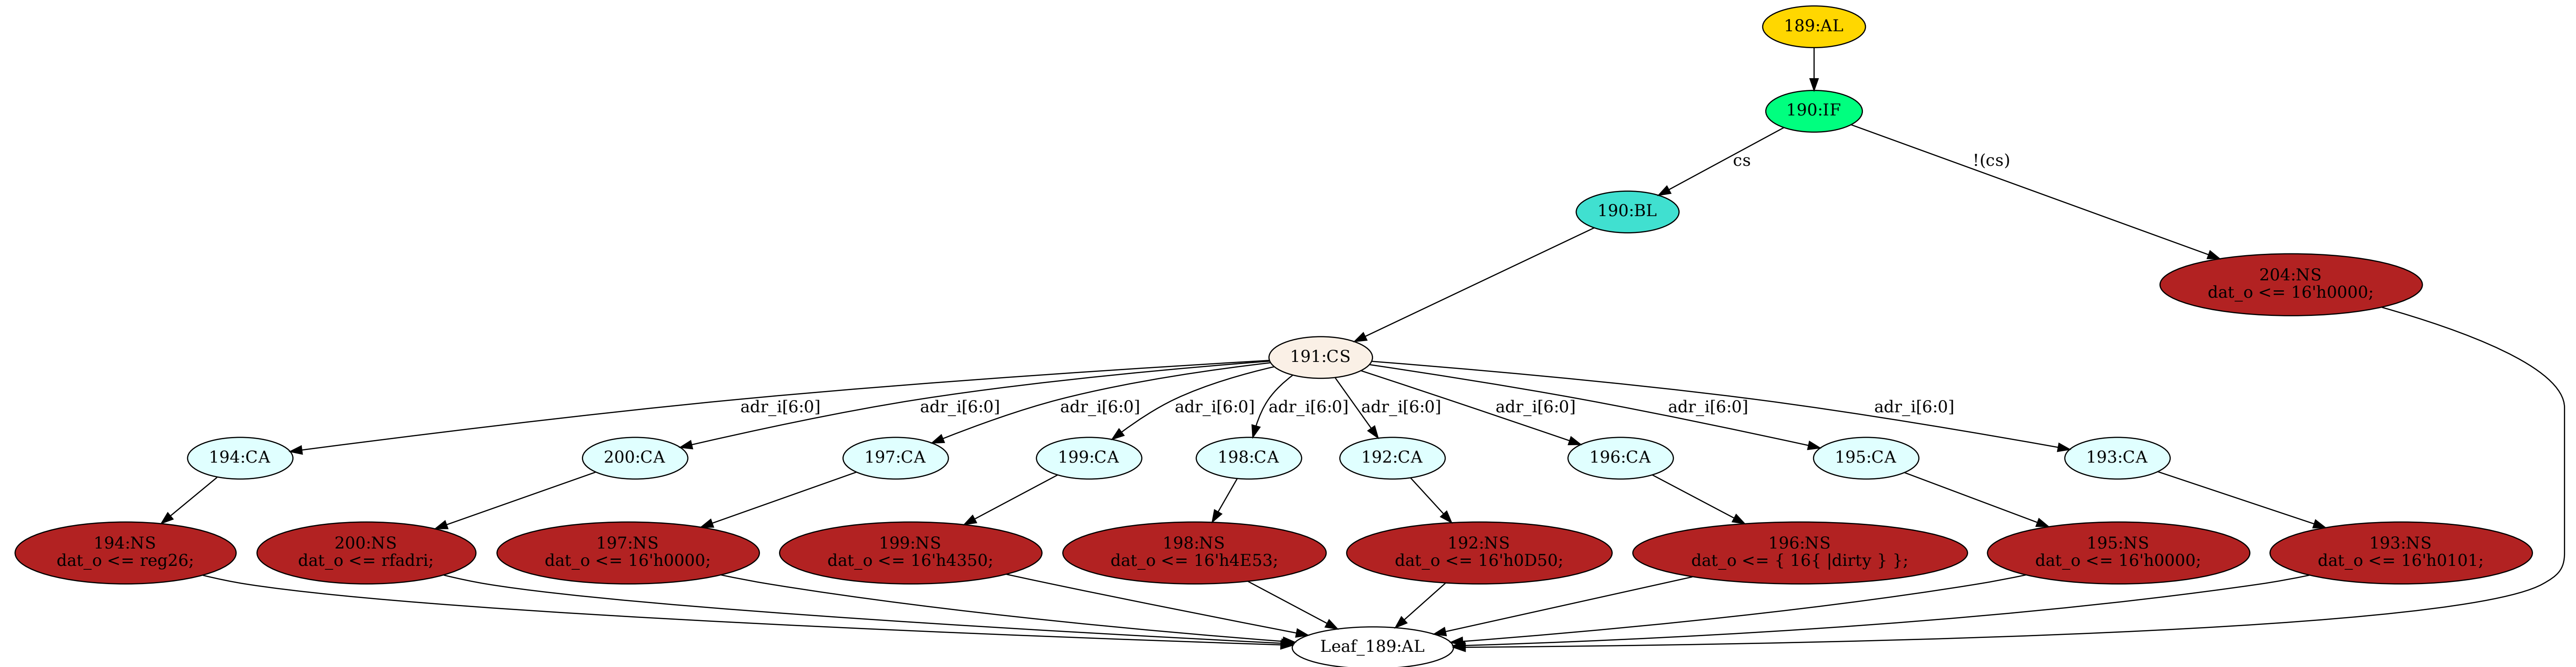 189:AL
190:IF
cs
!(cs)
190:BL
204:NS
dat_o <= 16'h0000;
191:CS
adr_i[6:0]
adr_i[6:0]
adr_i[6:0]
adr_i[6:0]
adr_i[6:0]
adr_i[6:0]
adr_i[6:0]
adr_i[6:0]
adr_i[6:0]
194:CA
200:CA
197:CA
199:CA
198:CA
192:CA
196:CA
195:CA
193:CA
194:NS
dat_o <= reg26;
200:NS
dat_o <= rfadri;
197:NS
dat_o <= 16'h0000;
199:NS
dat_o <= 16'h4350;
198:NS
dat_o <= 16'h4E53;
192:NS
dat_o <= 16'h0D50;
196:NS
dat_o <= { 16{ |dirty } };
195:NS
dat_o <= 16'h0000;
193:NS
dat_o <= 16'h0101;
Leaf_189:AL